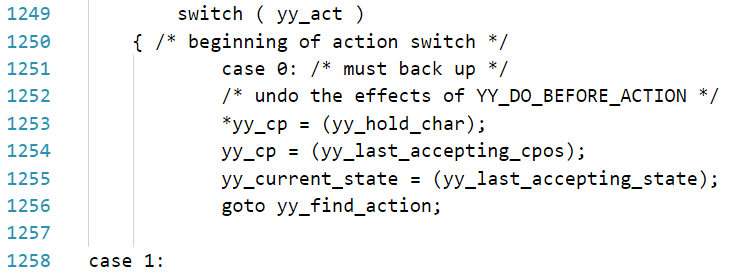 1249 switch ( yy_act )
1250 { /* beginning of action switch */
1251 case 0: /* must back up */
1252 /* undo the effects of YY_DO_BEFORE_ACTION */
1253 *yy_cp = (yy_hold_char);
1254 yy_cp = (yy_last_accepting_cpos);
1255 yy_current_state = (yy_last_accepting_state);
1256 goto yy_find_action;
1257
1258 case 1: